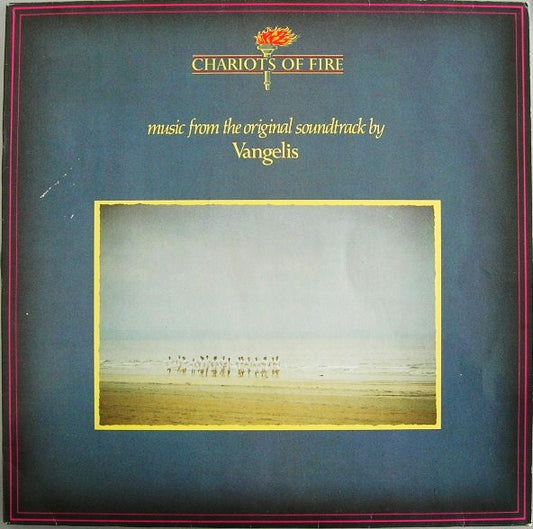 CHARIOTS OF FIRE
music from the original soundtrack by
Vangelis